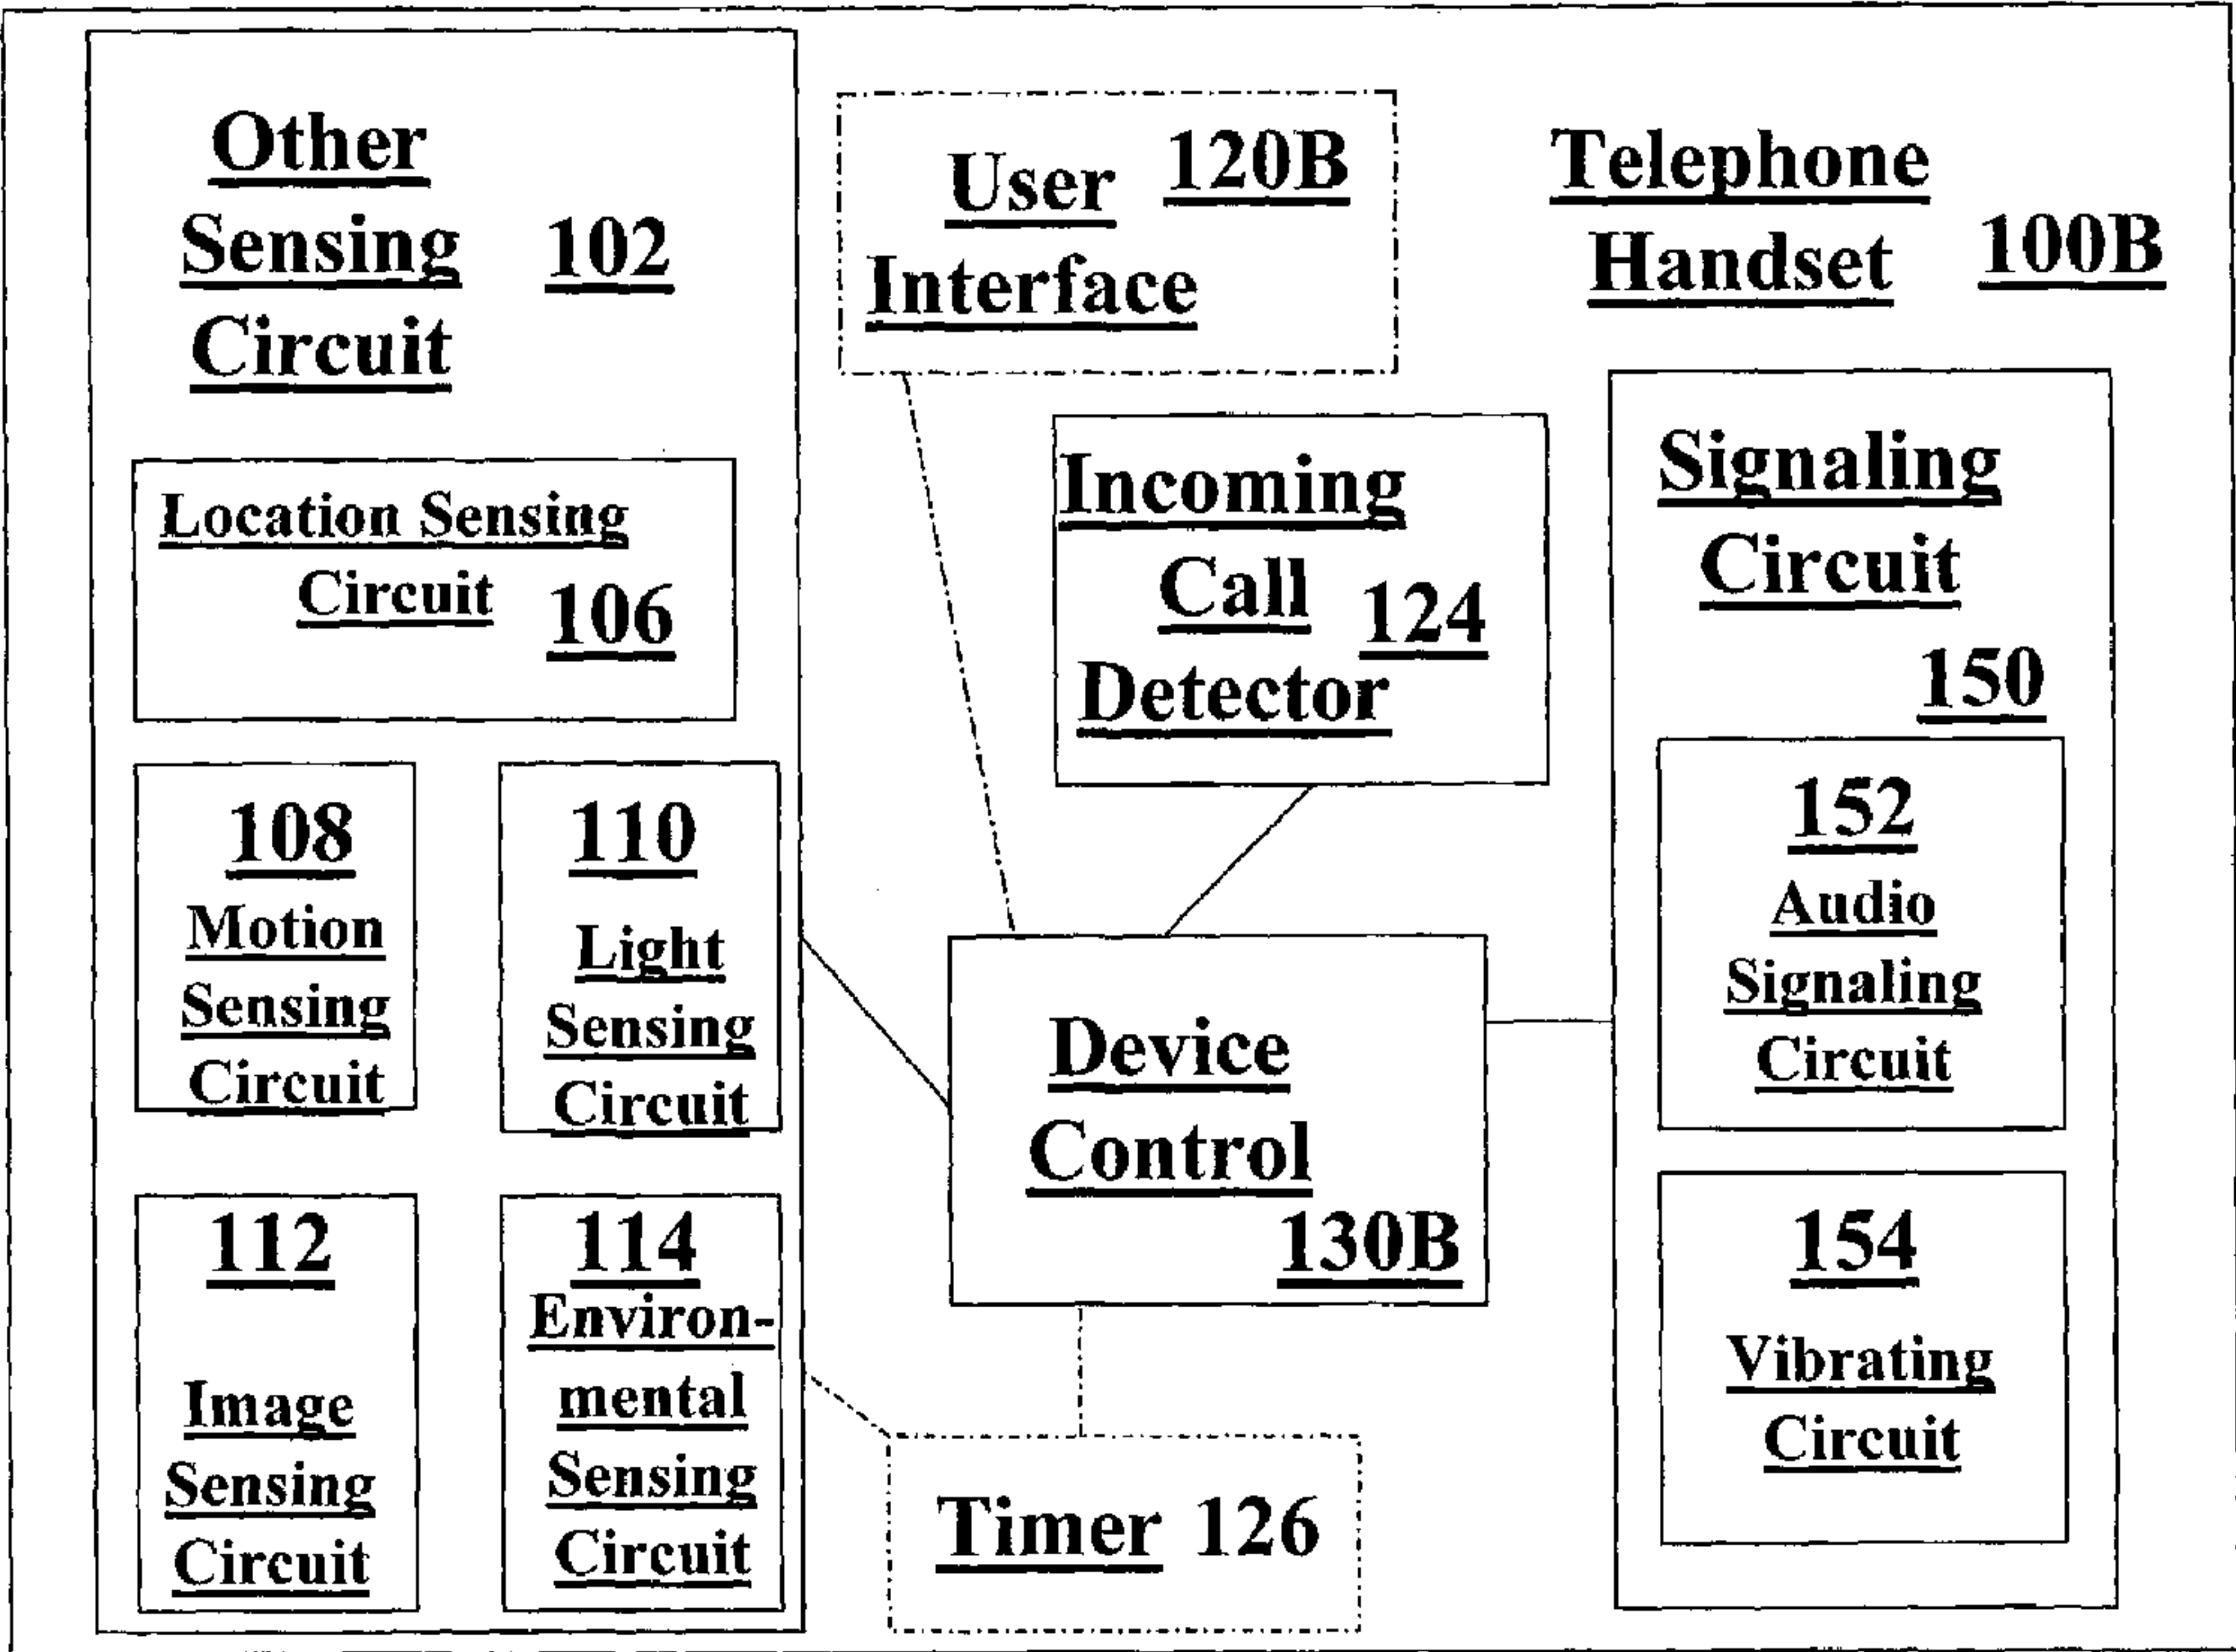 Other
Sensing 102
Circuit
Location Sensing
Circuit 106
108
Motion
Sensing
Circuit
110
Light
Sensing
Circuit
112
Image
Sensing
Circuit
114
Environ-
mental
Sensing
Circuit
User 120B
Interface
Incoming
Call 124
Detector
Device
Control
130B
Timer 126
Telephone
Handset 100B
Signaling
Circuit
150
152
Audio
Signaling
Circuit
154
Vibrating
Circuit